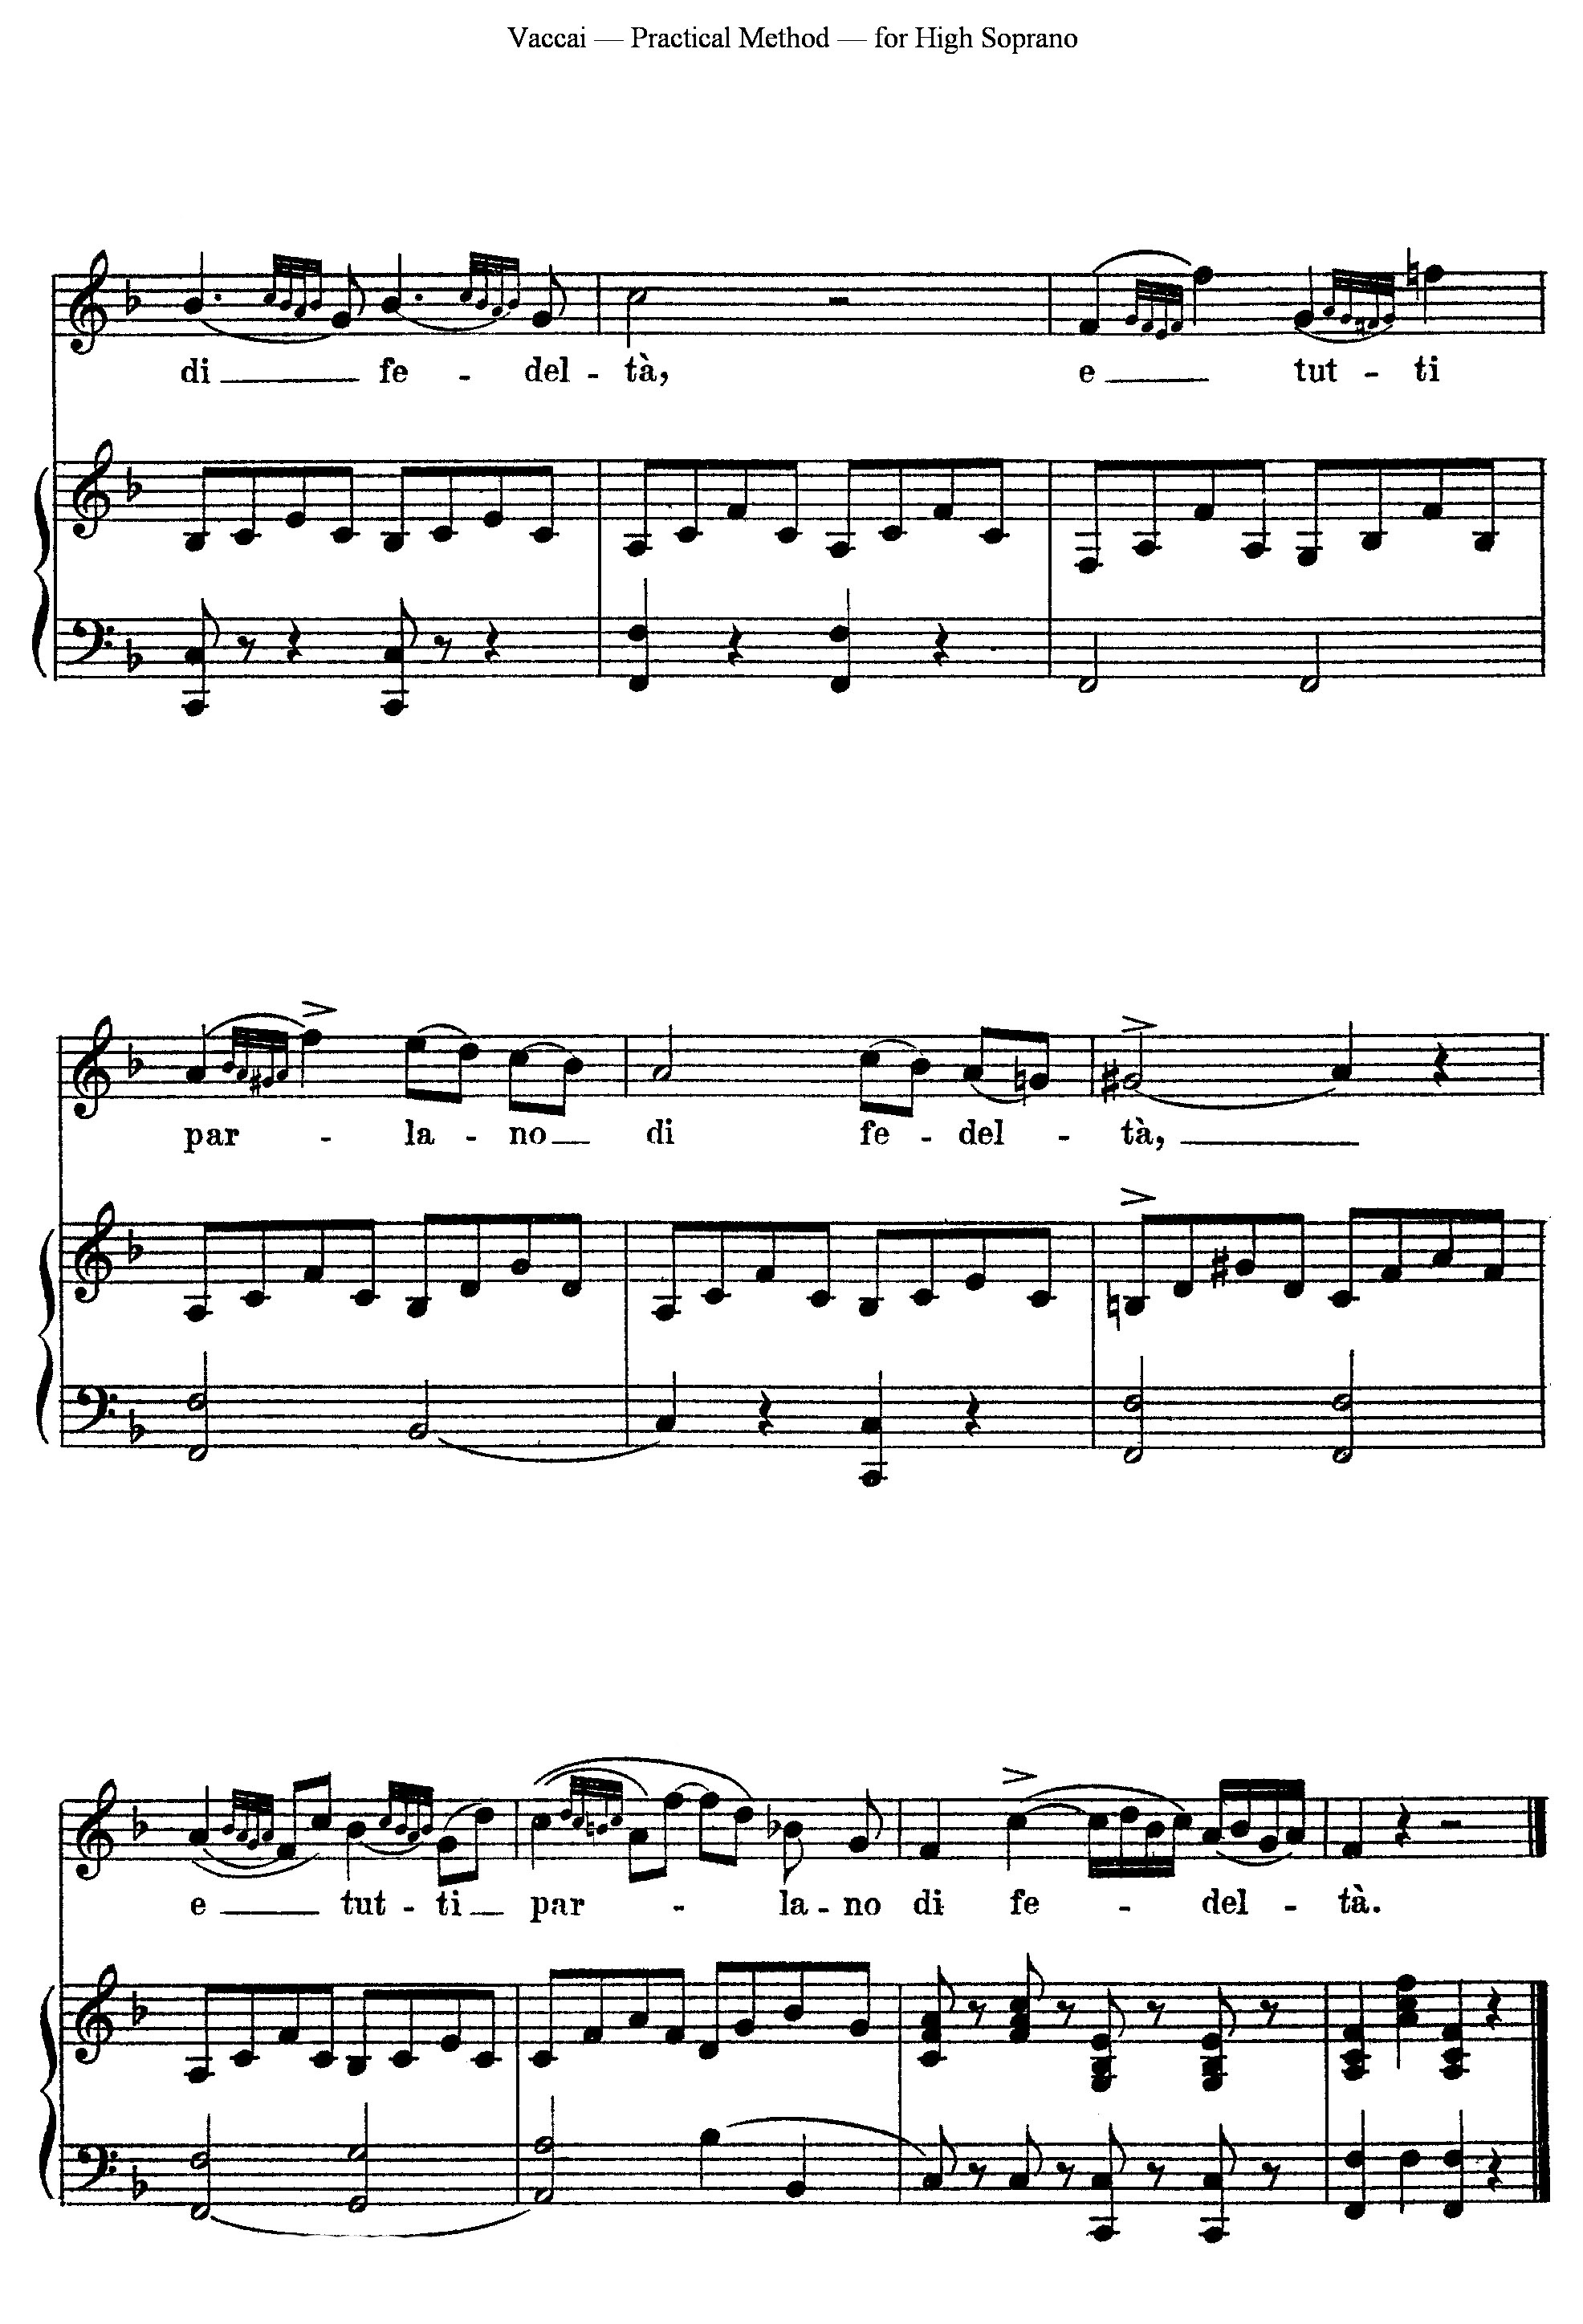 Vaccai — Practical Method — for High Soprano
di fe - del - tà, e tut - ti
par - la - no di fe - del - tà,
e tut - ti par - la - no di fe - del - tà.